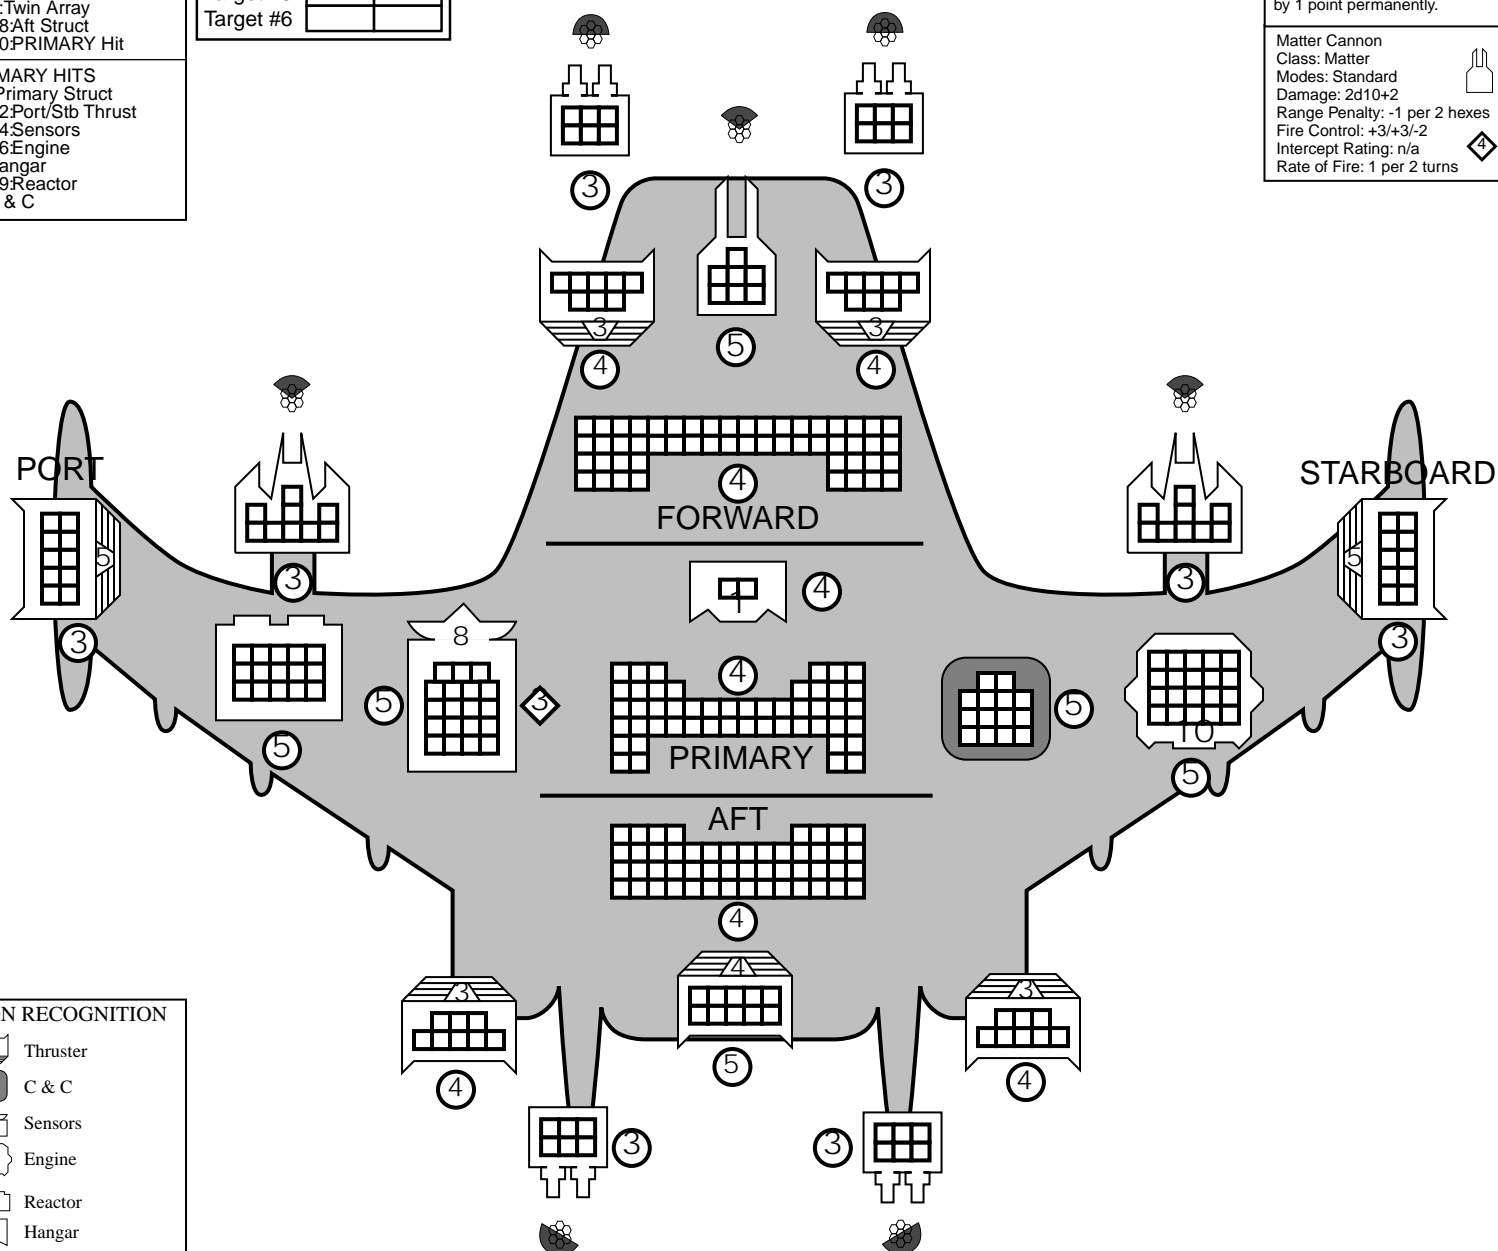 :Twin Array
8:Aft Struct
0:PRIMARY Hit
MARY HITS
Primary Struct
2:Port/Stb Thrust
4:Sensors
6:Engine
angar
9:Reactor
& C
Target #6
by 1 point permanently.
Matter Cannon
Class: Matter
Modes: Standard
Damage: 2d10+2
Range Penalty: -1 per 2 hexes
Fire Control: +3/+3/-2
Intercept Rating: n/a
Rate of Fire: 1 per 2 turns
4
3
3
3
3
4
5
4
PORT
STARBOARD
4
FORWARD
5
5
3
3
1
4
3
3
8
4
5
3
5
10
PRIMARY
5
5
AFT
4
4
3
3
5
4
4
3
3
N RECOGNITION
Thruster
C & C
Sensors
Engine
Reactor
Hangar